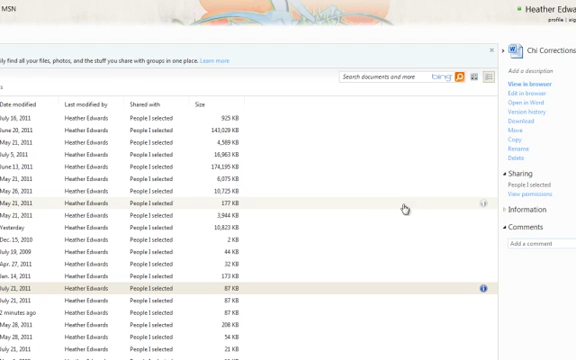 MSN
Heather Edwa
profile | sig
ily find all your files, photos, and the stuff you share with groups in one place. Learn more
Search documents and more bing
Date modified Last modified by Shared with Size
July 16, 2011 Heather Edwards People I selected 925 KB
June 20, 2011 Heather Edwards People I selected 143,029 KB
May 21, 2011 Heather Edwards People I selected 4,589 KB
July 5, 2011 Heather Edwards People I selected 16,963 KB
June 13, 2011 Heather Edwards People I selected 174,195 KB
May 21, 2011 Heather Edwards People I selected 6,075 KB
May 26, 2011 Heather Edwards People I selected 10,725 KB
May 21, 2011 Heather Edwards People I selected 177 KB
May 21, 2011 Heather Edwards People I selected 3,944 KB
Yesterday Heather Edwards People I selected 10,823 KB
Dec. 15, 2010 Heather Edwards People I selected 2 KB
July 19, 2009 Heather Edwards People I selected 44 KB
Apr. 27, 2011 Heather Edwards People I selected 32 KB
Jan. 14, 2011 Heather Edwards People I selected 173 KB
July 21, 2011 Heather Edwards People I selected 87 KB
July 21, 2011 Heather Edwards People I selected 87 KB
2 minutes ago Heather Edwards People I selected 87 KB
May 28, 2011 Heather Edwards People I selected 208 KB
May 28, 2011 Heather Edwards People I selected 54 KB
July 21, 2011 Heather Edwards People I selected 21 KB
Chi Corrections
Add a description
View in browser
Edit in browser
Open in Word
Version history
Download
Move
Copy
Rename
Delete
Sharing
People I selected
View permissions
Information
Comments
Add a comment